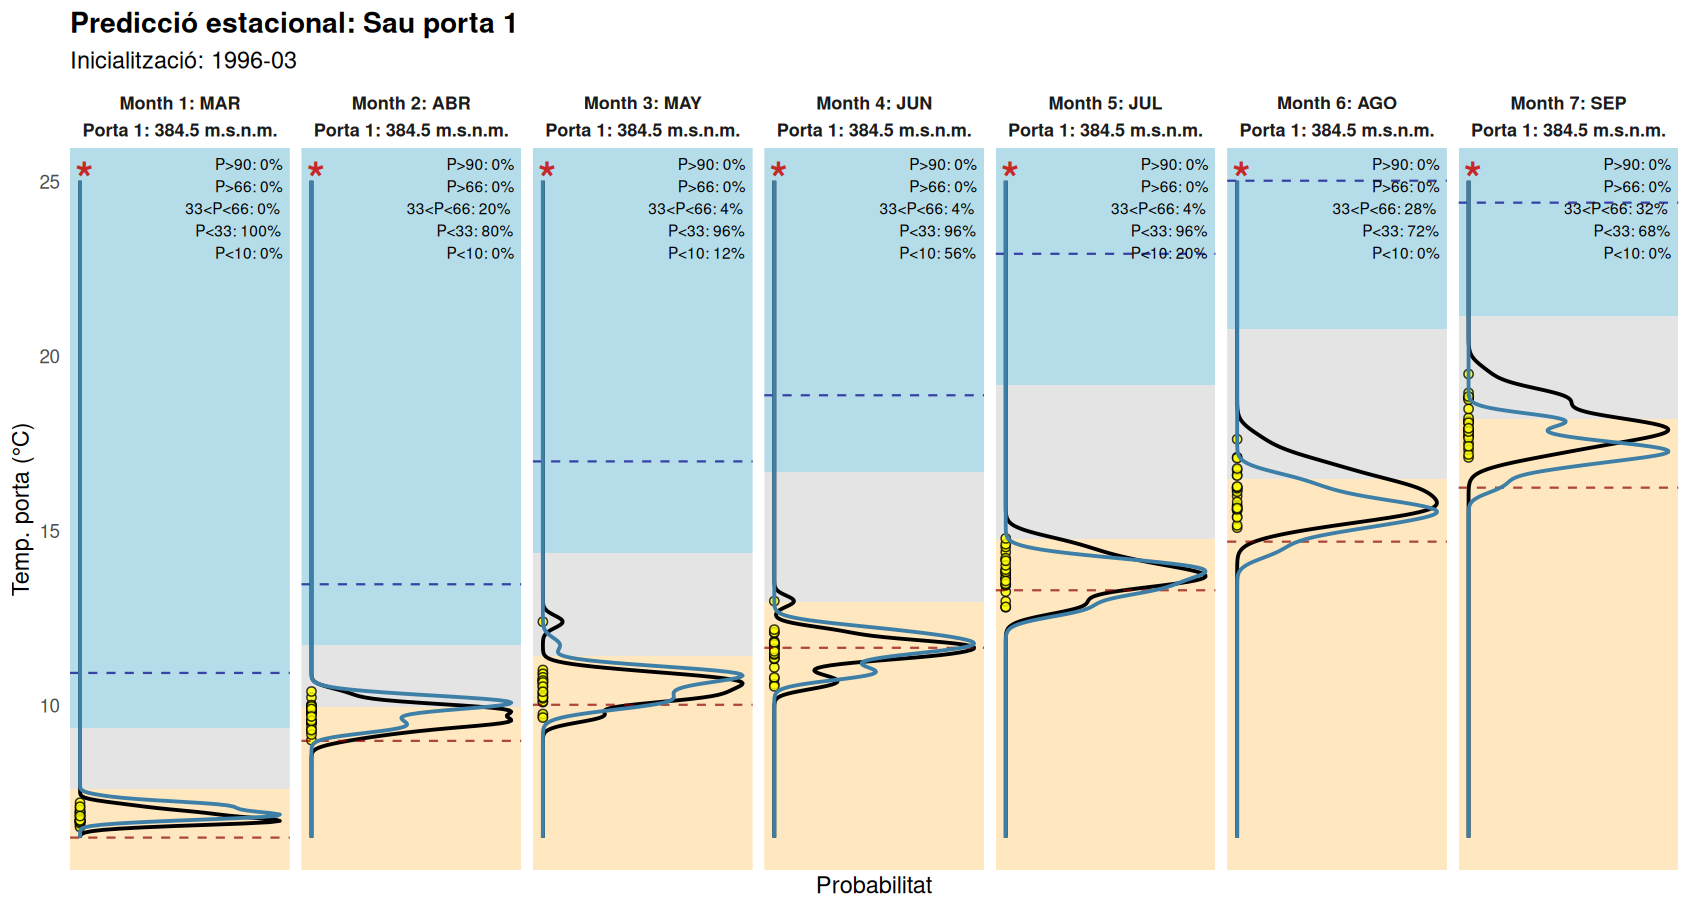 Predicció estacional: Sau porta 1
Inicialització: 1996-03
Month 1: MAR
Porta 1: 384.5 m.s.n.m.
Month 2: ABR
Porta 1: 384.5 m.s.n.m.
Month 3: MAY
Porta 1: 384.5 m.s.n.m.
Month 4: JUN
Porta 1: 384.5 m.s.n.m.
Month 5: JUL
Porta 1: 384.5 m.s.n.m.
Month 6: AGO
Porta 1: 384.5 m.s.n.m.
Month 7: SEP
Porta 1: 384.5 m.s.n.m.
Temp. porta (°C)
25
20
15
10
*
P>90: 0%
P>66: 0%
33<P<66: 0%
P<33: 100%
P<10: 0%
*
P>90: 0%
P>66: 0%
33<P<66: 20%
P<33: 80%
P<10: 0%
*
P>90: 0%
P>66: 0%
33<P<66: 4%
P<33: 96%
P<10: 12%
*
P>90: 0%
P>66: 0%
33<P<66: 4%
P<33: 96%
P<10: 56%
*
P>90: 0%
P>66: 0%
33<P<66: 4%
P<33: 96%
P<10: 20%
*
P>90: 0%
P>66: 0%
33<P<66: 28%
P<33: 72%
P<10: 0%
*
P>90: 0%
P>66: 0%
33<P<66: 32%
P<33: 68%
P<10: 0%
Probabilitat